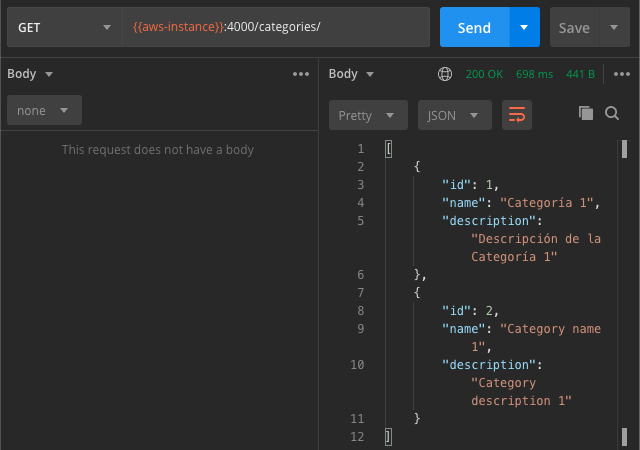 GET {{aws-instance}}:4000/categories/ Send Save
Body
none
This request does not have a body
Body 200 OK 698 ms 441 B
Pretty JSON
1 [
2 {
3 "id": 1,
4 "name": "Categoría 1",
5 "description":
"Descripción de la
Categoría 1"
6 },
7 {
8 "id": 2,
9 "name": "Category name
1",
10 "description":
"Category
description 1"
11 }
12 ]